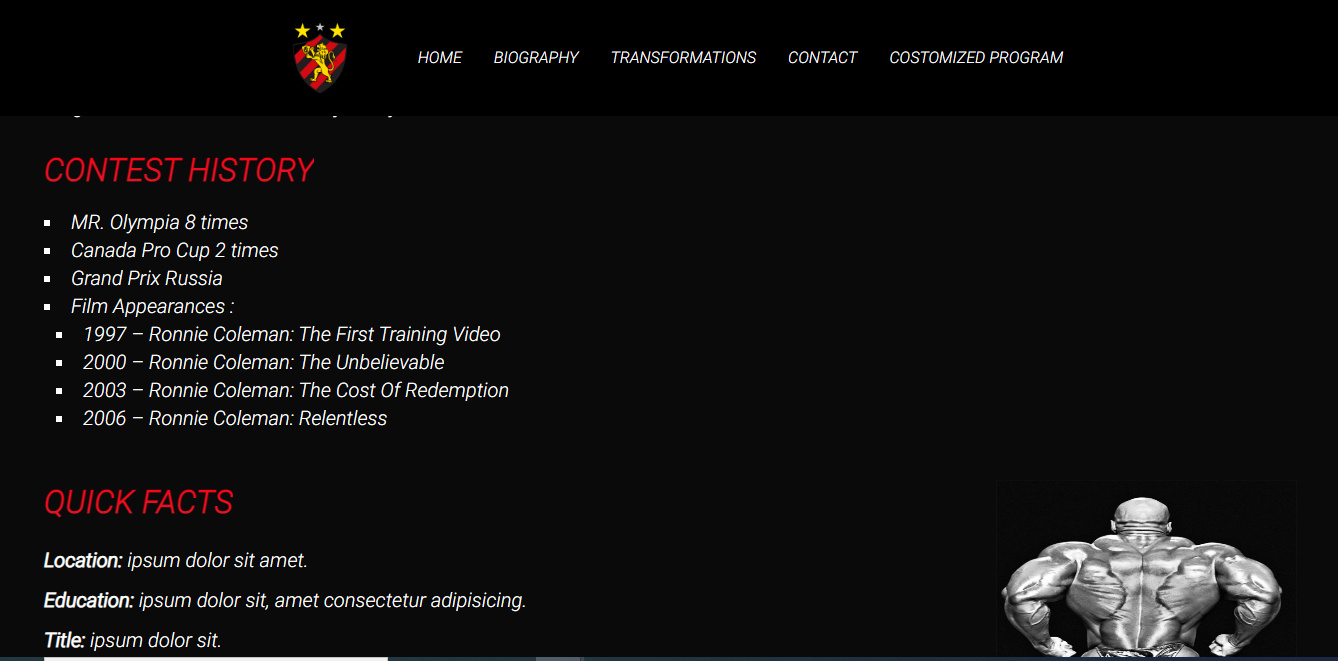 HOME BIOGRAPHY TRANSFORMATIONS CONTACT COSTOMIZED PROGRAM
CONTEST HISTORY
MR. Olympia 8 times
Canada Pro Cup 2 times
Grand Prix Russia
Film Appearances :
1997 – Ronnie Coleman: The First Training Video
2000 – Ronnie Coleman: The Unbelievable
2003 – Ronnie Coleman: The Cost Of Redemption
2006 – Ronnie Coleman: Relentless
QUICK FACTS
Location: ipsum dolor sit amet.
Education: ipsum dolor sit, amet consectetur adipisicing.
Title: ipsum dolor sit.